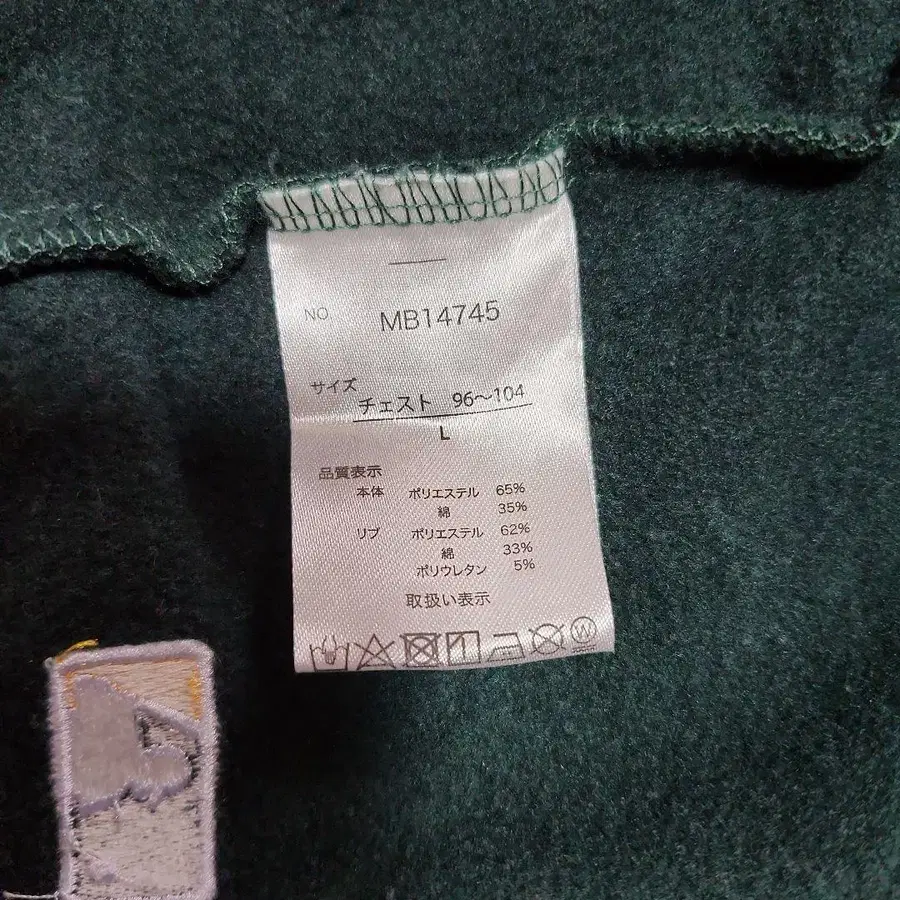 NO MB14745
サイズ
チェスト 96〜104
L
品質表示
本体 ポリエステル 65%
綿 35%
リブ ポリエステル 62%
綿 33%
ポリウレタン 5%
取扱い表示
W